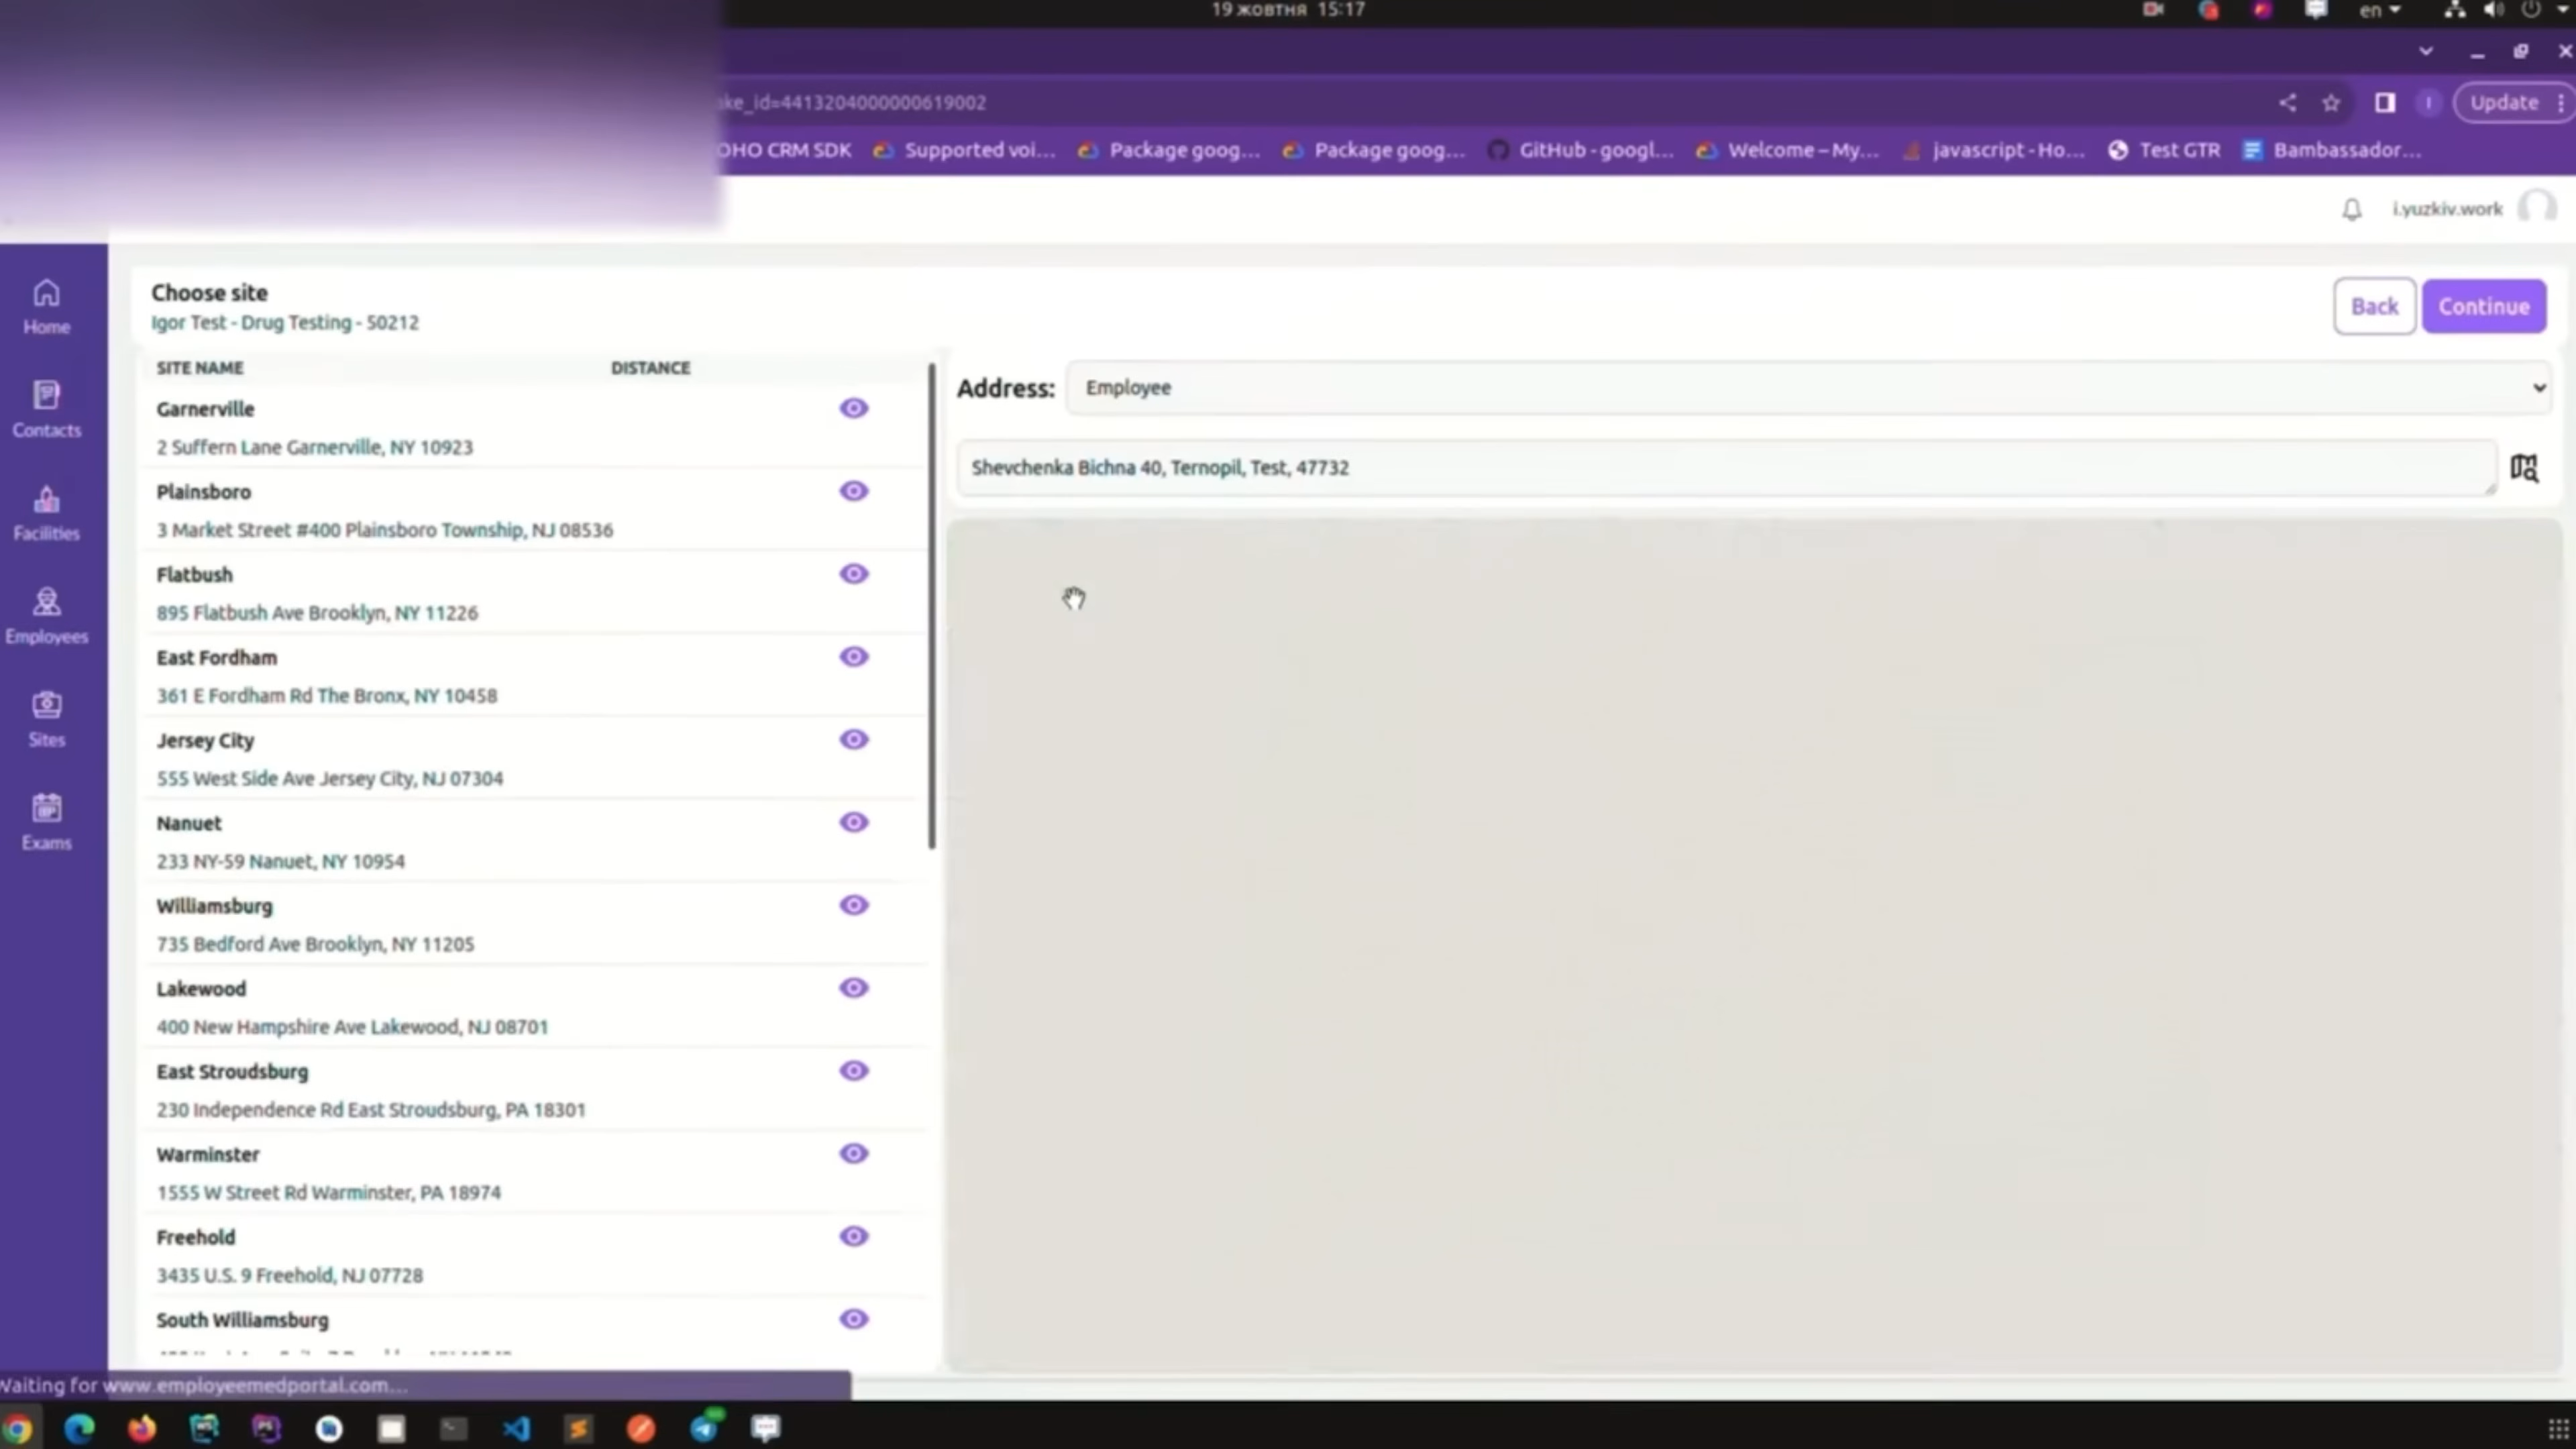 19 жовтня 15:17
en
ke_id=4413204000000619002
Update
OHO CRM SDK
Supported voi...
Package goog...
Package goog...
GitHub - googl...
Welcome – My...
javascript - Ho...
Test GTR
Bambassador...
i.yuzkiv.work
Home
Contacts
Facilities
Employees
Sites
Exams
Choose site
Igor Test - Drug Testing - 50212
Back
Continue
SITE NAME DISTANCE
Garnerville
2 Suffern Lane Garnerville, NY 10923
Plainsboro
3 Market Street #400 Plainsboro Township, NJ 08536
Flatbush
895 Flatbush Ave Brooklyn, NY 11226
East Fordham
361 E Fordham Rd The Bronx, NY 10458
Jersey City
555 West Side Ave Jersey City, NJ 07304
Nanuet
233 NY-59 Nanuet, NY 10954
Williamsburg
735 Bedford Ave Brooklyn, NY 11205
Lakewood
400 New Hampshire Ave Lakewood, NJ 08701
East Stroudsburg
230 Independence Rd East Stroudsburg, PA 18301
Warminster
1555 W Street Rd Warminster, PA 18974
Freehold
3435 U.S. 9 Freehold, NJ 07728
South Williamsburg
Address: Employee
Shevchenka Bichna 40, Ternopil, Test, 47732
Waiting for www.employeemedportal.com...